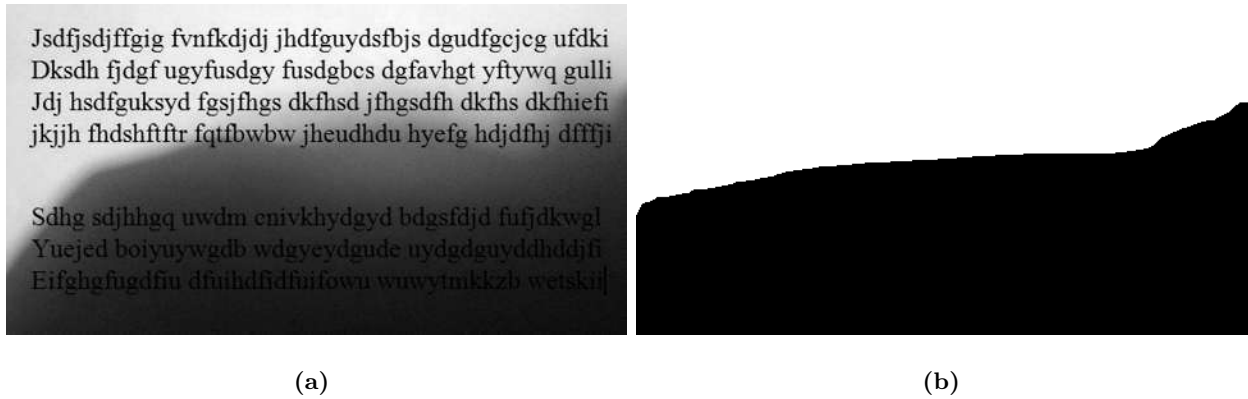 Jsdfjsdjffgig fvnfkdjdj jhdfguydsfbjs dgudfgcjcg ufdki
Dksdh fjdgf ugyfusdgy fusdgbcs dgfavhgt yftywq gulli
Jdj hsdfguksyd fgsjfhgs dkfhsd jfhgsdfh dkfhs dkfhiefi
jkjjh fhdshftftr fqtfbwbw jheudhdu hyefg hdjdfhj dfffji
Sdhg sdjhhgq uwdm cnivkhydgyd bdgsfdjd fufjdkwgl
Yuejed boiyuywgdb wdgyeydgude uydgdguyddhddjfi
Eifghgfugdfiu dfuihdfidfuifowu wuwytmkkzb wetskii
(a)
(b)